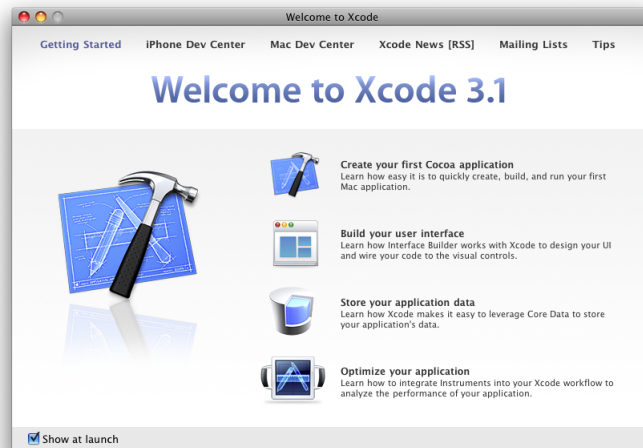 Welcome to Xcode
Getting Started iPhone Dev Center Mac Dev Center Xcode News [RSS] Mailing Lists Tips
Welcome to Xcode 3.1
Create your first Cocoa application
Learn how easy it is to quickly create, build, and run your first
Mac application.
Build your user interface
Learn how Interface Builder works with Xcode to design your UI
and wire your code to the visual controls.
Store your application data
Learn how Xcode makes it easy to leverage Core Data to store
your application's data.
Optimize your application
Learn how to integrate Instruments into your Xcode workflow to
analyze the performance of your application.
Show at launch